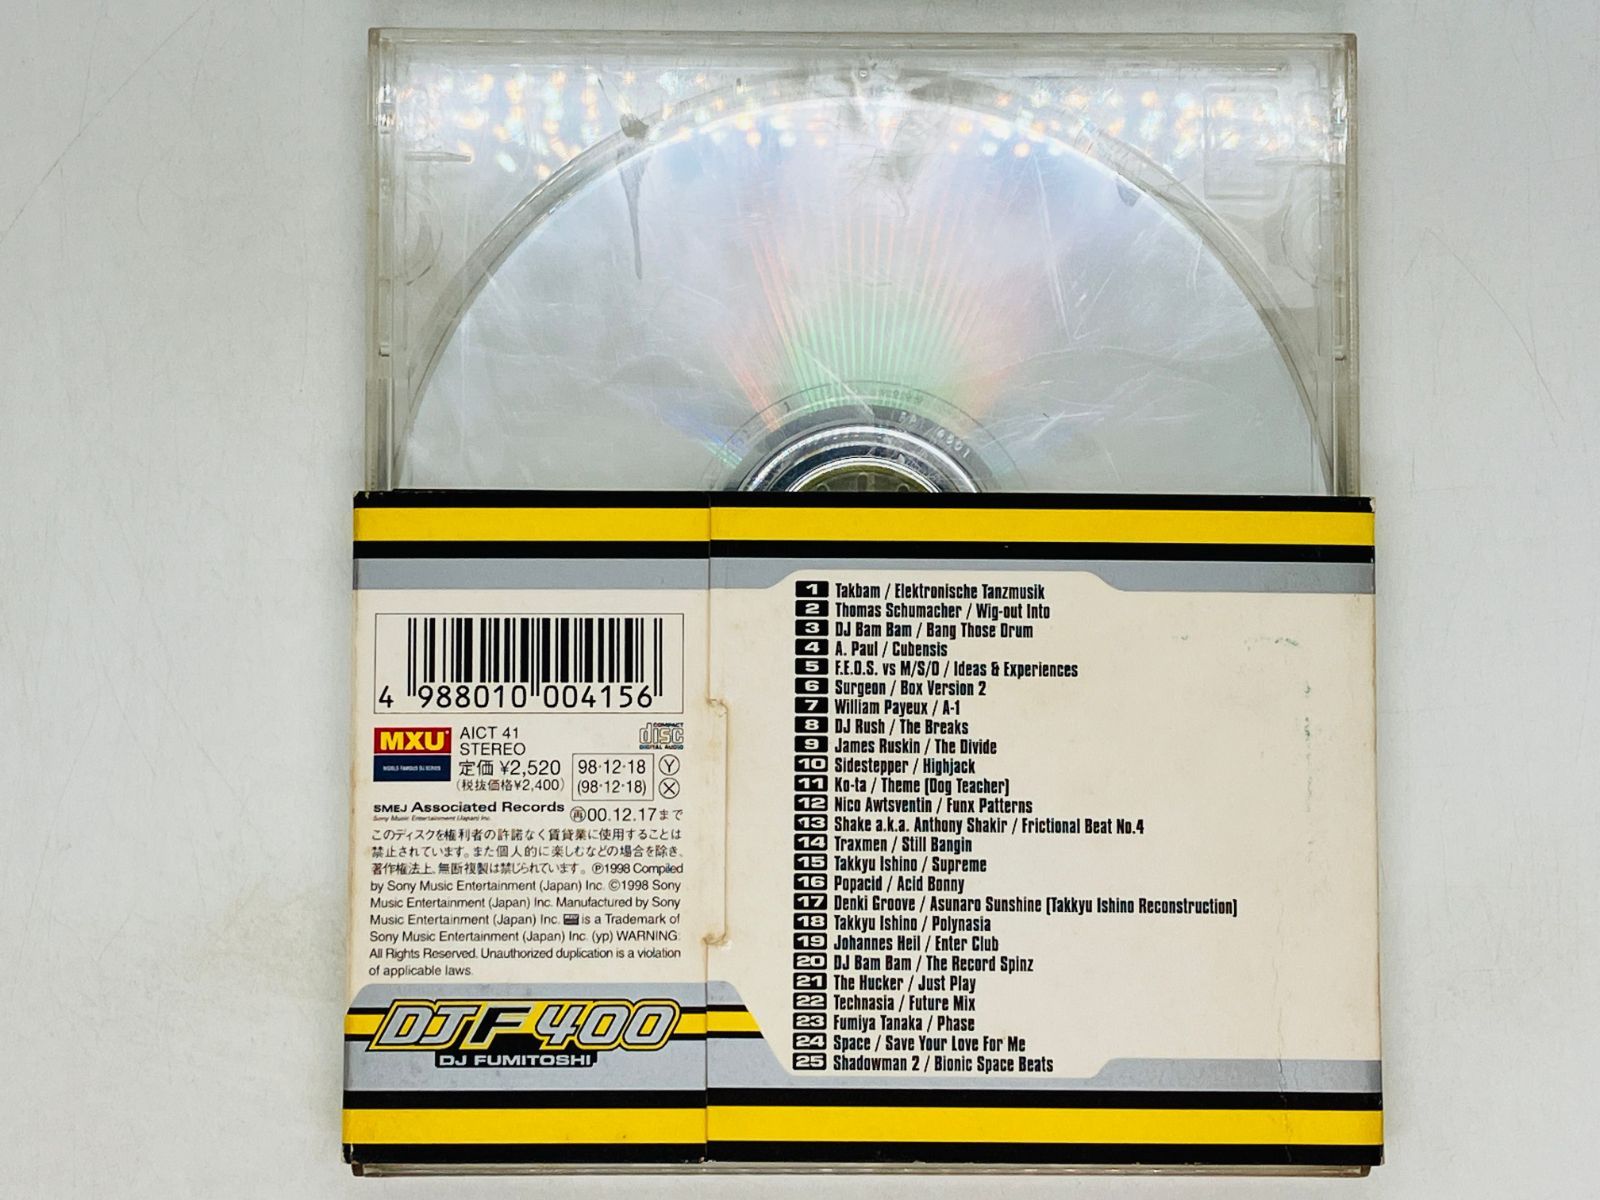 4 988010 004156
MXU
WORLD FAMOUS DJ SERIES
AICT 41
STEREO
COMPACT
disc
DIGITAL AUDIO
定価 ¥2,520
(税抜価格¥2,400)
98·12·18
(98·12·18)
Y
X
SMEJ Associated Records
Sony Music Entertainment (Japan) Inc.
再00.12.17まで
このディスクを権利者の許諾なく賃貸業に使用することは
禁止されています。また個人的に楽しむなどの場合を除き、
著作権法上、無断複製は禁じられています。 Ⓟ1998 Compiled
by Sony Music Entertainment (Japan) Inc. ©1998 Sony
Music Entertainment (Japan) Inc. Manufactured by Sony
Music Entertainment (Japan) Inc. MXU is a Trademark of
Sony Music Entertainment (Japan) Inc. (yp) WARNING:
All Rights Reserved. Unauthorized duplication is a violation
of applicable laws.
DJ F 400
DJ FUMITOSHI
1 Takbam / Elektronische Tanzmusik
2 Thomas Schumacher / Wig-out Into
3 DJ Bam Bam / Bang Those Drum
4 A. Paul / Cubensis
5 F.E.O.S. vs M/S/O / Ideas & Experiences
6 Surgeon / Box Version 2
7 William Payeux / A-1
8 DJ Rush / The Breaks
9 James Ruskin / The Divide
10 Sidestepper / Highjack
11 Ko-ta / Theme [Dog Teacher]
12 Nico Awtsventin / Funx Patterns
13 Shake a.k.a. Anthony Shakir / Frictional Beat No.4
14 Traxmen / Still Bangin
15 Takkyu Ishino / Supreme
16 Popacid / Acid Bonny
17 Denki Groove / Asunaro Sunshine [Takkyu Ishino Reconstruction]
18 Takkyu Ishino / Polynasia
19 Johannes Heil / Enter Club
20 DJ Bam Bam / The Record Spinz
21 The Hucker / Just Play
22 Technasia / Future Mix
23 Fumiya Tanaka / Phase
24 Space / Save Your Love For Me
25 Shadowman 2 / Bionic Space Beats